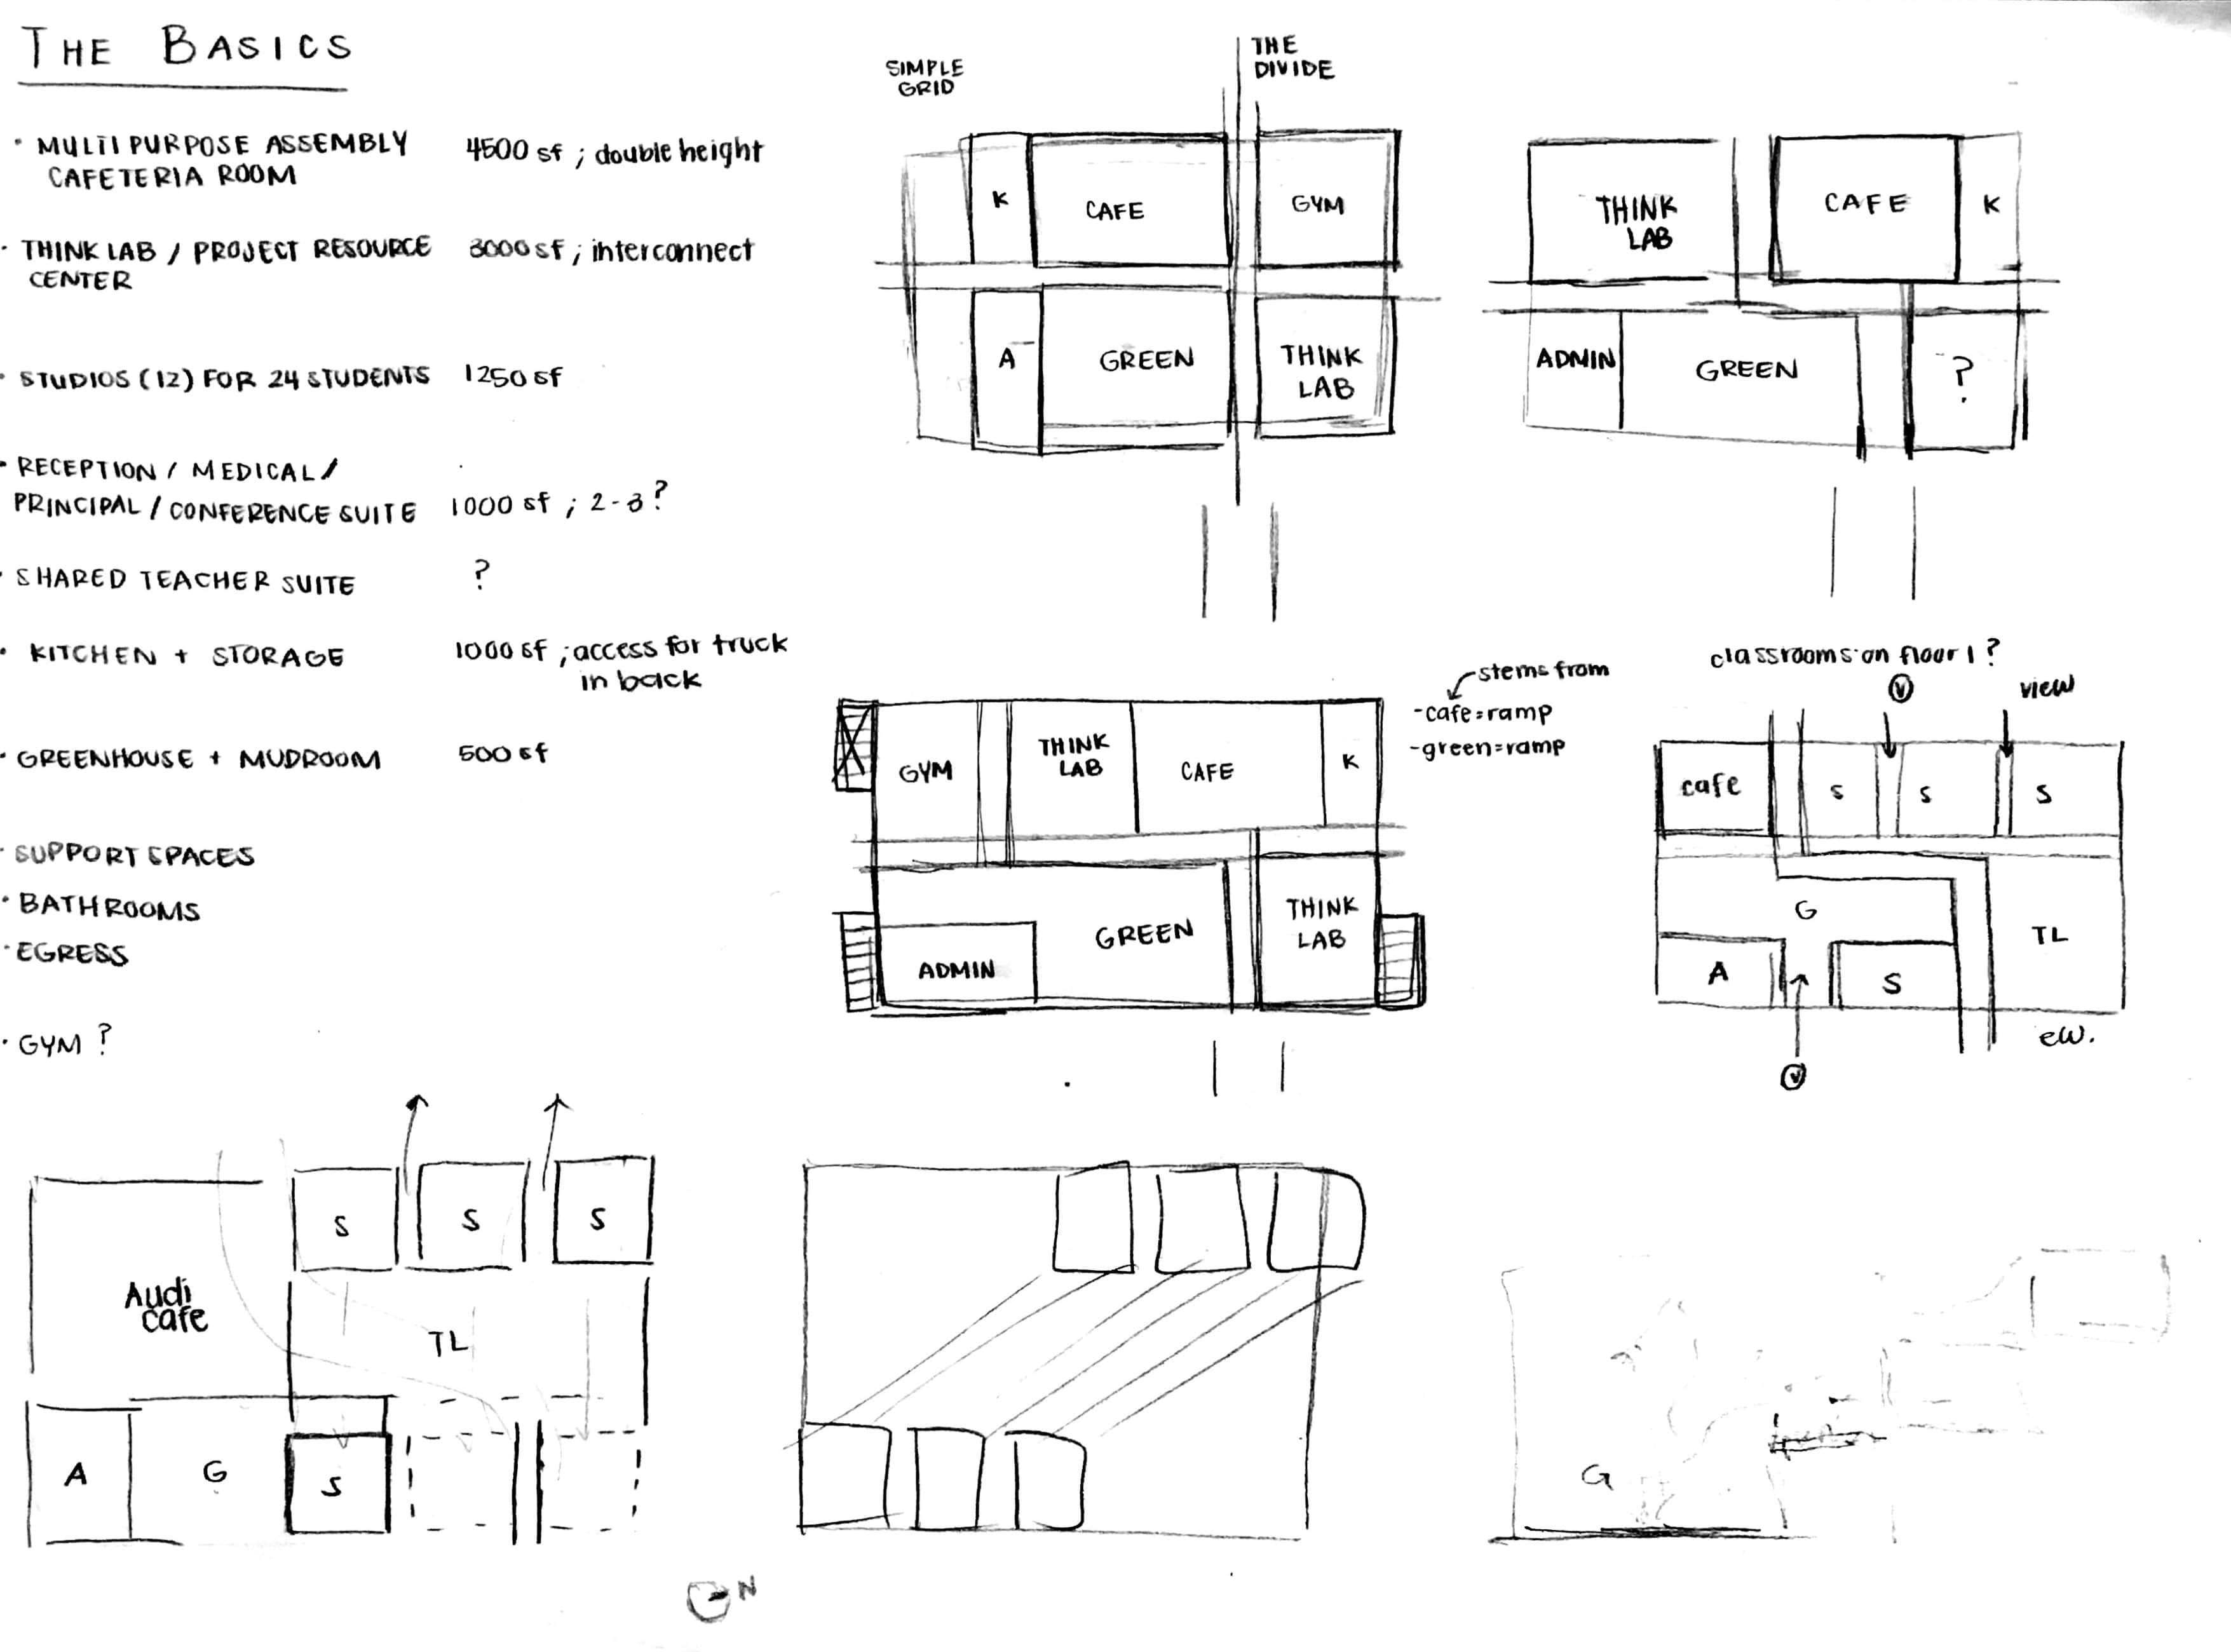 THE BASICS
· MULTIPURPOSE ASSEMBLY 4500 sf ; double height
CAFETERIA ROOM
· THINK LAB / PROJECT RESOURCE 3000 sf ; interconnect
CENTER
· STUDIOS (12) FOR 24 STUDENTS 1250 sf
· RECEPTION / MEDICAL /
PRINCIPAL / CONFERENCE SUITE 1000 sf ; 2-3?
· SHARED TEACHER SUITE ?
· KITCHEN + STORAGE 1000 sf ; access for truck
in back
· GREENHOUSE + MUDROOM 500 sf
· SUPPORT SPACES
· BATHROOMS
· EGRESS
· GYM ?
SIMPLE
GRID
THE
DIVIDE
K CAFE GYM
A GREEN THINK
LAB
THINK
LAB
CAFE K
ADMIN GREEN ?
GYM THINK
LAB
CAFE K
ADMIN GREEN THINK
LAB
stems from
-cafe=ramp
-green=ramp
classrooms on floor 1?
V view
cafe S S S
G
TL
A S
ew.
V
S S S
Audi
cafe
TL
A G S
N
G